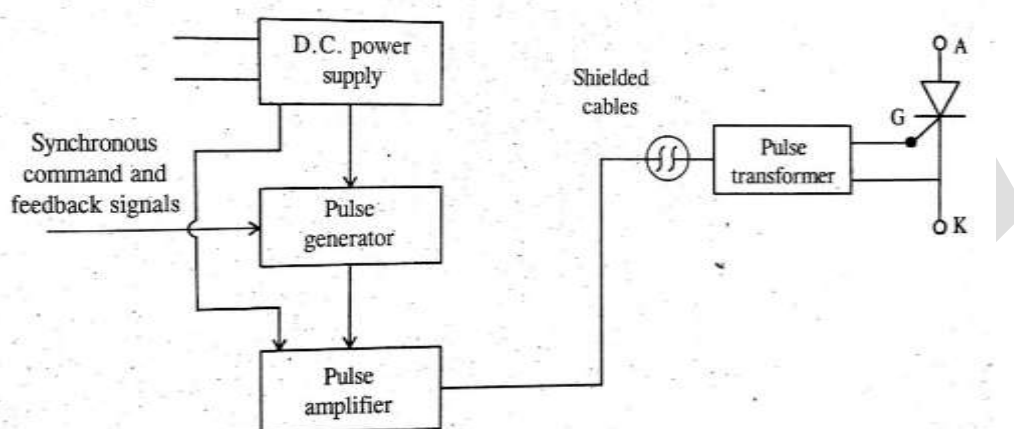 D.C. power
supply
Shielded
cables
A
G
Synchronous
command and
feedback signals
Pulse
transformer
Pulse
generator
K
Pulse
amplifier